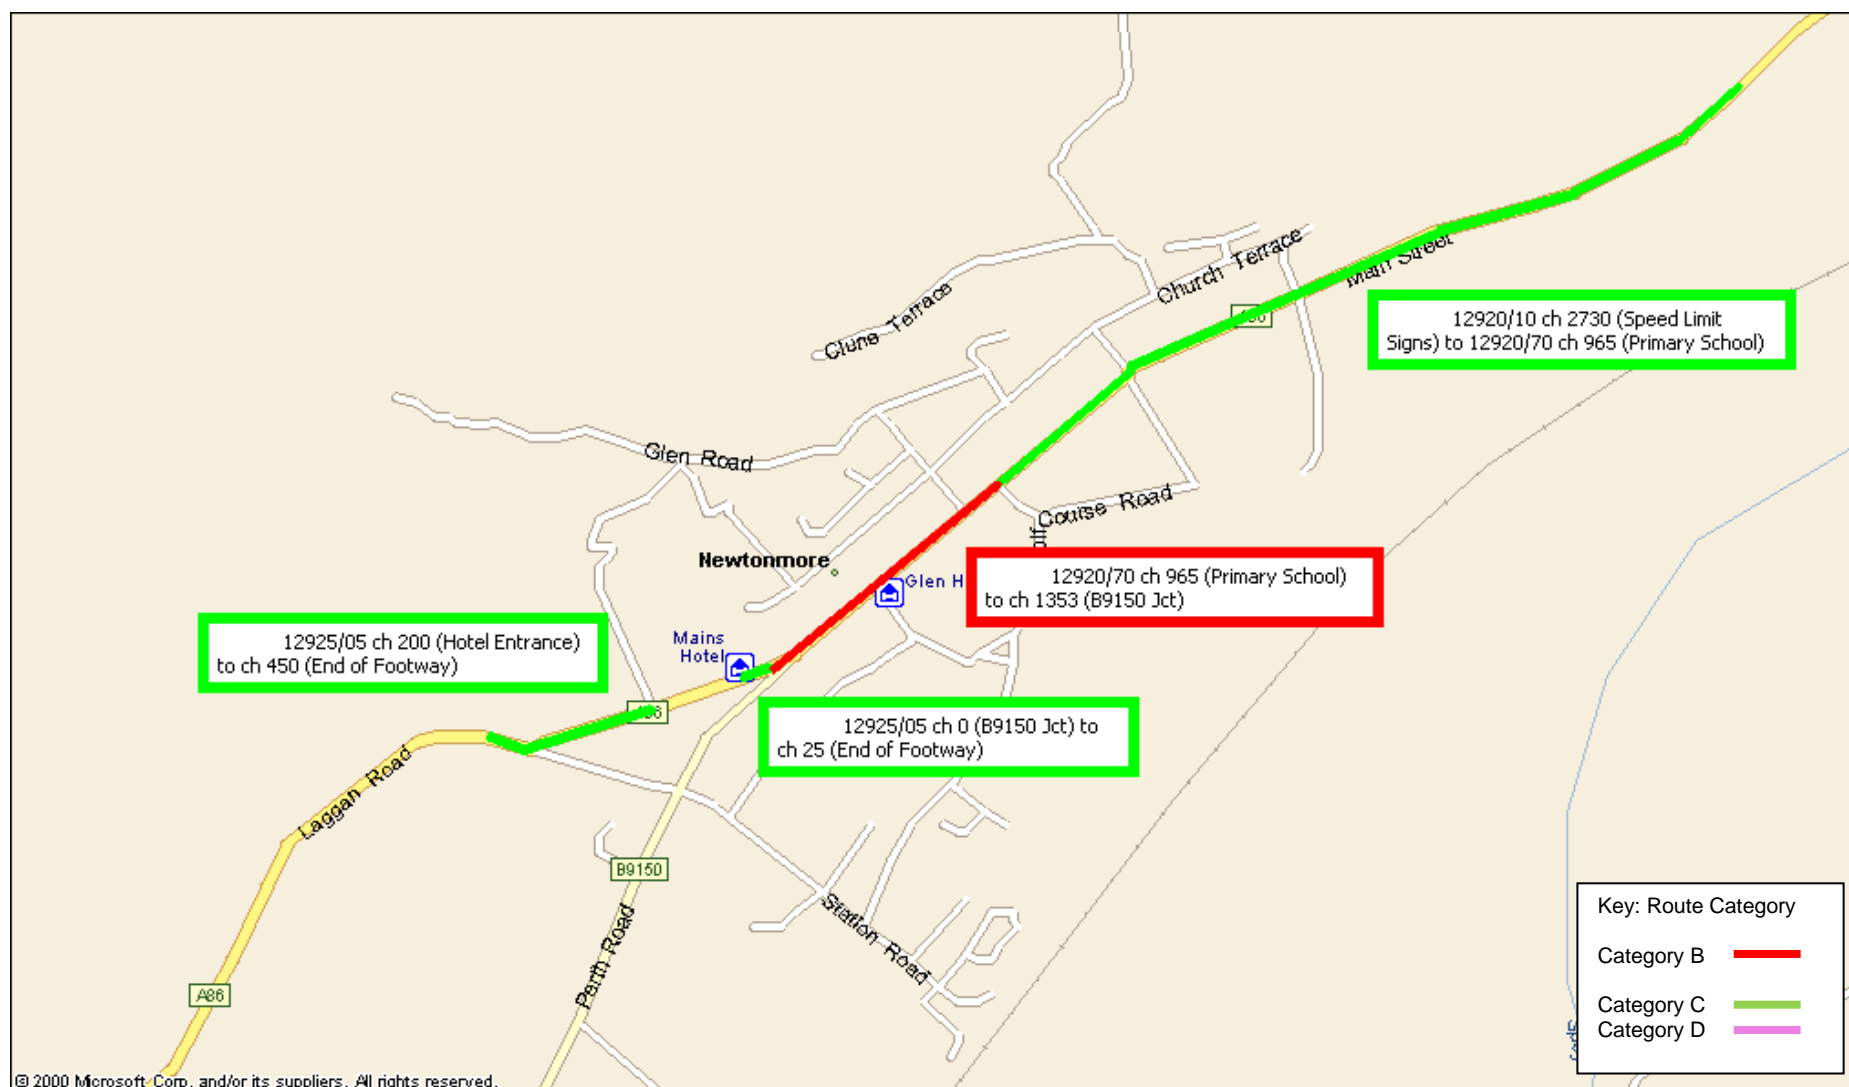 Church Terrace
Main Street
Clune Terrace
12920/10 ch 2730 (Speed Limit
Signs) to 12920/70 ch 965 (Primary School)
Glen Road
Course Road
Newtonmore
Glen H
12920/70 ch 965 (Primary School)
to ch 1353 (B9150 Jct)
12925/05 ch 200 (Hotel Entrance)
to ch 450 (End of Footway)
Mains
Hotel
12925/05 ch 0 (B9150 Jct) to
ch 25 (End of Footway)
Laggan Road
B9150
Station Road
Perth Road
A86
Key: Route Category
Category B
Category C
Category D
© 2000 Microsoft Corp. and/or its suppliers. All rights reserved.